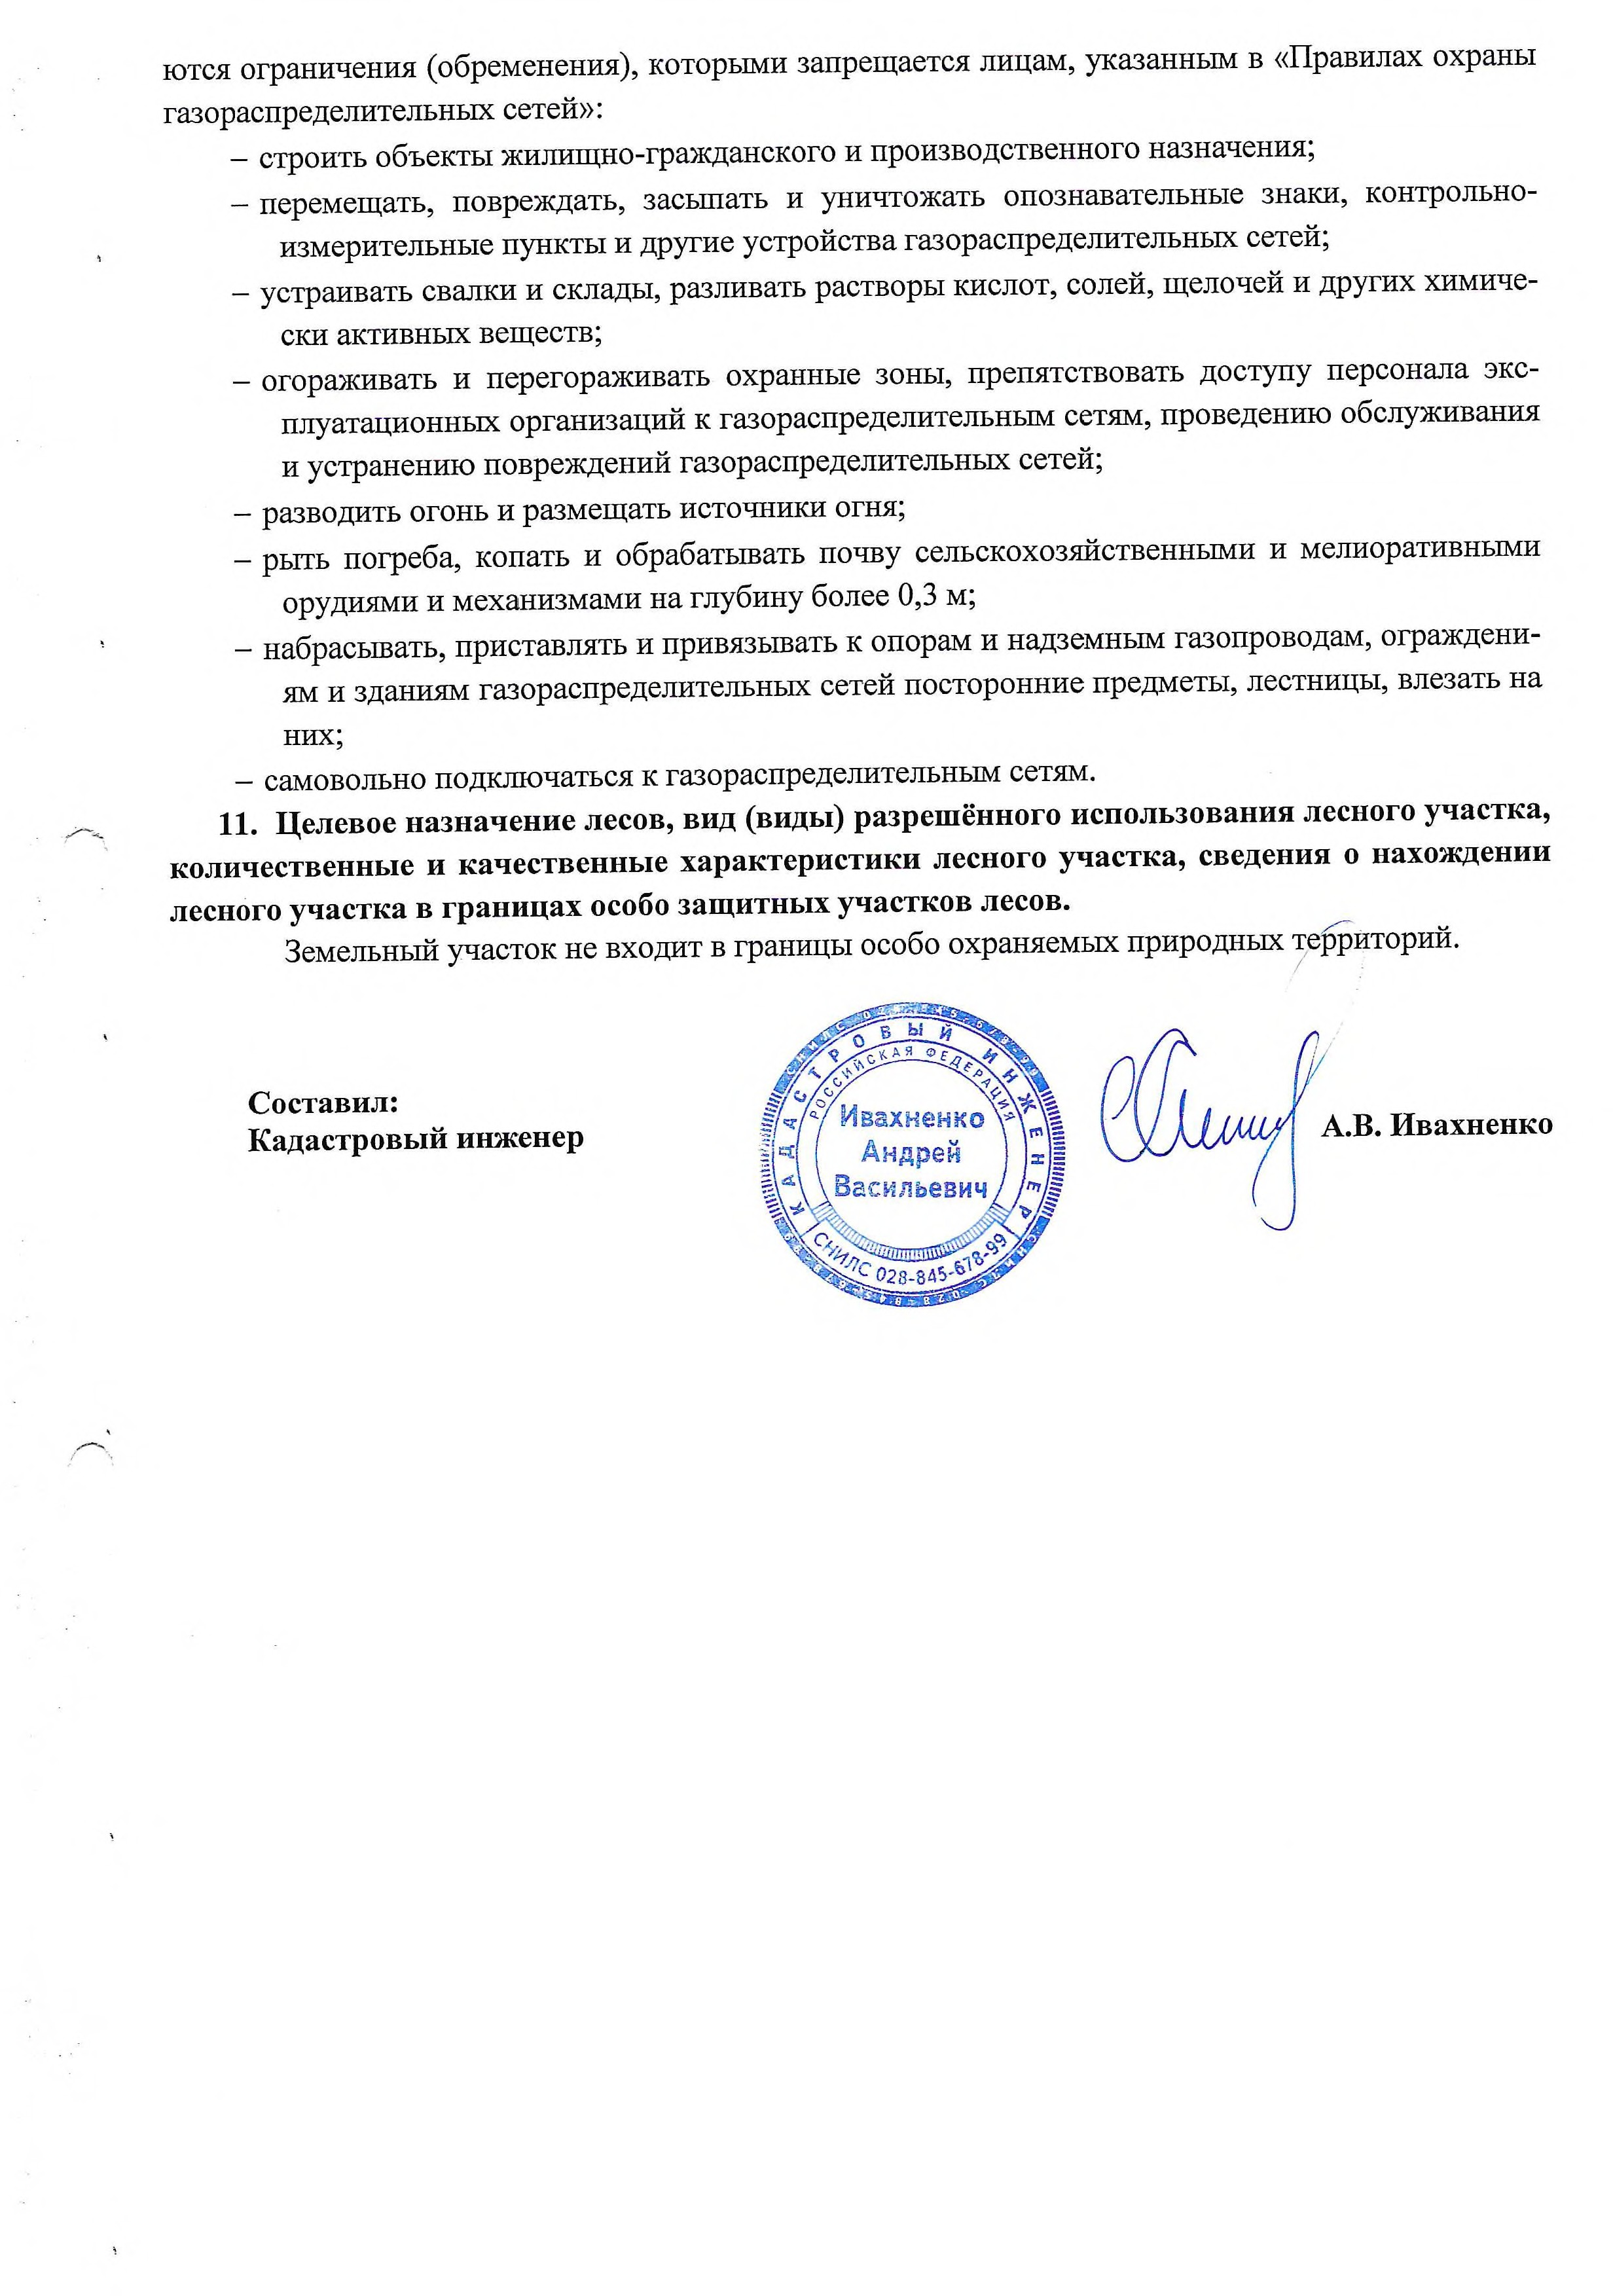 ются ограничения (обременения), которыми запрещается лицам, указанным в «Правилах охраны
газораспределительных сетей»:
– строить объекты жилищно-гражданского и производственного назначения;
– перемещать, повреждать, засыпать и уничтожать опознавательные знаки, контрольно-
измерительные пункты и другие устройства газораспределительных сетей;
– устраивать свалки и склады, разливать растворы кислот, солей, щелочей и других химиче-
ски активных веществ;
– огораживать и перегораживать охранные зоны, препятствовать доступу персонала экс-
плуатационных организаций к газораспределительным сетям, проведению обслуживания
и устранению повреждений газораспределительных сетей;
– разводить огонь и размещать источники огня;
– рыть погреба, копать и обрабатывать почву сельскохозяйственными и мелиоративными
орудиями и механизмами на глубину более 0,3 м;
– набрасывать, приставлять и привязывать к опорам и надземным газопроводам, ограждени-
ям и зданиям газораспределительных сетей посторонние предметы, лестницы, влезать на
них;
– самовольно подключаться к газораспределительным сетям.
11. Целевое назначение лесов, вид (виды) разрешённого использования лесного участка,
количественные и качественные характеристики лесного участка, сведения о нахождении
лесного участка в границах особо защитных участков лесов.
Земельный участок не входит в границы особо охраняемых природных территорий.
Составил:
Кадастровый инженер
КАДАСТРОВЫЙ ИНЖЕНЕР
РОССИЙСКАЯ ФЕДЕРАЦИЯ
Ивахненко
Андрей
Васильевич
СНИЛС 028-845-678-99
А.В. Ивахненко